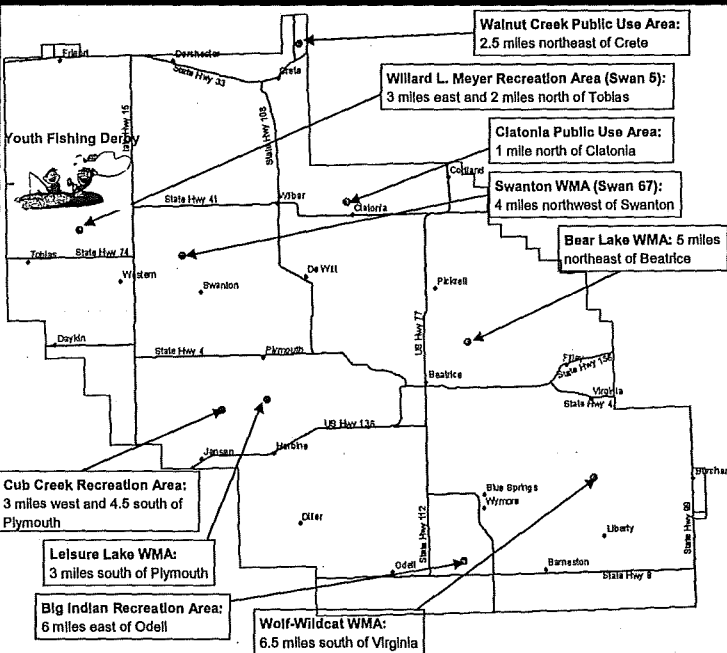 Walnut Creek Public Use Area:
2.5 miles northeast of Crete
Willard L. Meyer Recreation Area (Swan 5):
3 miles east and 2 miles north of Tobias
Clatonia Public Use Area:
1 mile north of Clatonia
Swanton WMA (Swan 67):
4 miles northwest of Swanton
Bear Lake WMA: 5 miles
northeast of Beatrice
Friend
Dorchester
State Hwy 33
Crete
State Hwy 15
State Hwy 108
Youth Fishing Derby
Cortland
State Hwy 41
Wilber
Clatonia
Tobias
State Hwy 74
Western
Swanton
De Witt
Pickrell
US Hwy 77
Daykin
State Hwy 4
Plymouth
Filley
State Hwy 156
Beatrice
Virginia
State Hwy 4
US Hwy 136
Jansen
Harbine
Cub Creek Recreation Area:
3 miles west and 4.5 south of
Plymouth
Diller
Blue Springs
Wymore
State Hwy 112
Burchar
Liberty
State Hwy 99
Leisure Lake WMA:
3 miles south of Plymouth
Odell
Barneston
State Hwy 8
Big Indian Recreation Area:
6 miles east of Odell
Wolf-Wildcat WMA:
6.5 miles south of Virginia